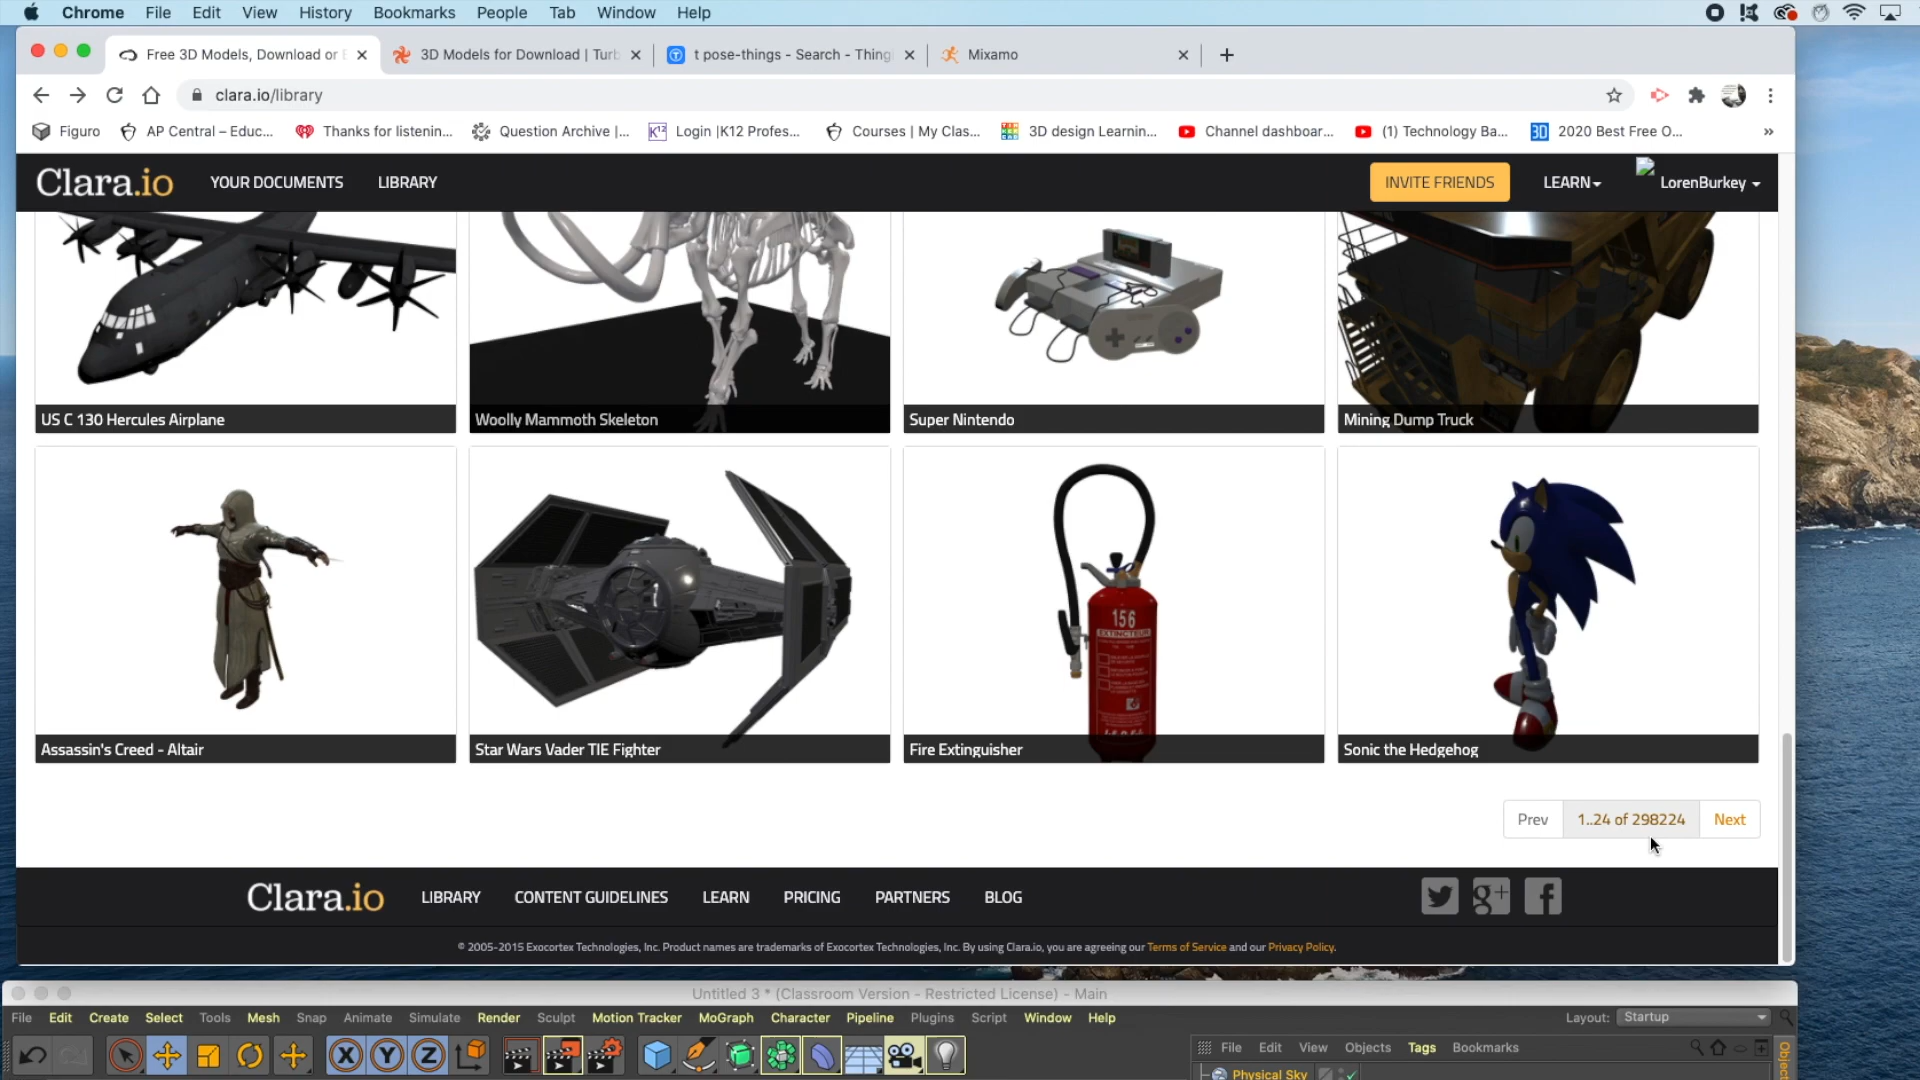 Chrome File Edit View History Bookmarks People Tab Window Help
Free 3D Models, Download or E
3D Models for Download | Turb
t pose-things - Search - Thing
Mixamo
clara.io/library
Figuro
AP Central – Educ...
Thanks for listenin...
Question Archive |...
K12 Login |K12 Profes...
Courses | My Clas...
3D design Learnin...
Channel dashboar...
(1) Technology Ba...
3D 2020 Best Free O...
»
Clara.io YOUR DOCUMENTS LIBRARY INVITE FRIENDS LEARN LorenBurkey
US C 130 Hercules Airplane
Woolly Mammoth Skeleton
Super Nintendo
Mining Dump Truck
156
EXTINCTEUR
Assassin's Creed - Altair
Star Wars Vader TIE Fighter
Fire Extinguisher
Sonic the Hedgehog
Prev 1..24 of 298224 Next
Clara.io LIBRARY CONTENT GUIDELINES LEARN PRICING PARTNERS BLOG
g+
© 2005-2015 Exocortex Technologies, Inc. Product names are trademarks of Exocortex Technologies, Inc. By using Clara.io, you are agreeing our Terms of Service and our Privacy Policy.
Untitled 3 * (Classroom Version - Restricted License) - Main
File Edit Create Select Tools Mesh Snap Animate Simulate Render Sculpt Motion Tracker MoGraph Character Pipeline Plugins Script Window Help Layout: Startup
X Y Z
File Edit View Objects Tags Bookmarks
Physical Sky